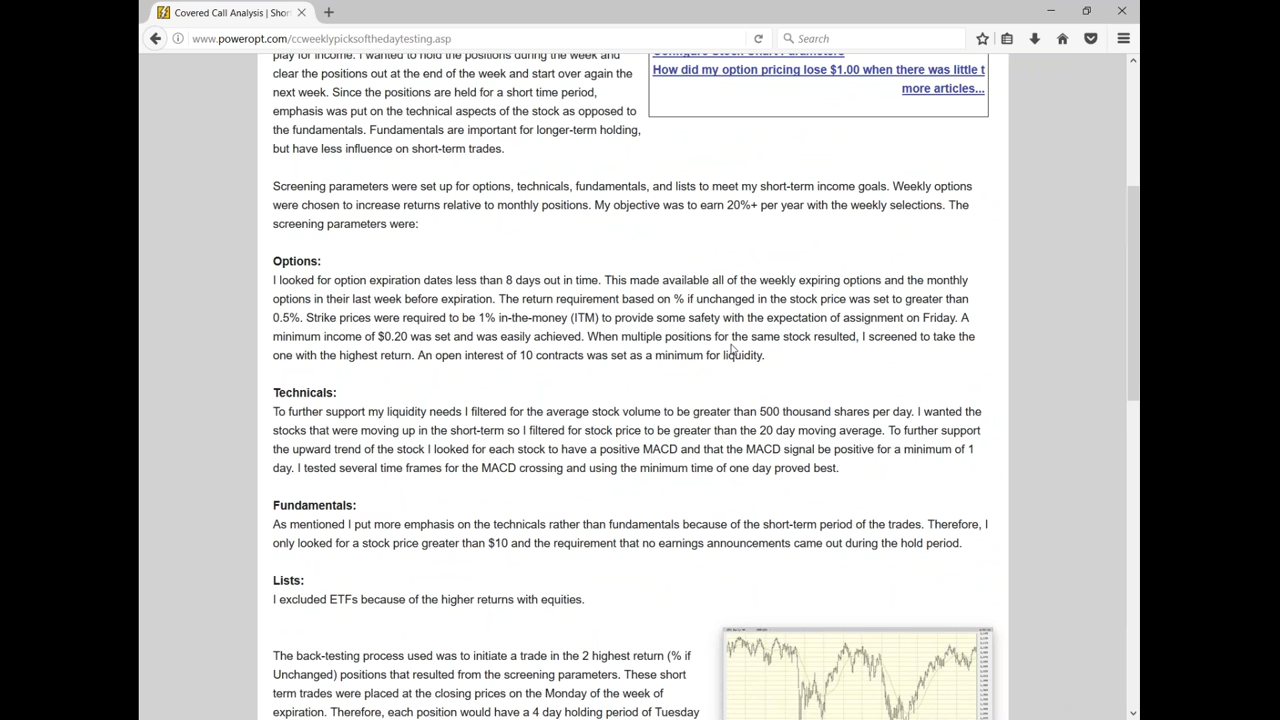 Covered Call Analysis | Shor
www.poweropt.com/ccweeklypicksofthedaytesting.asp
Search
play for income. I wanted to hold the positions during the week and
clear the positions out at the end of the week and start over again the
next week. Since the positions are held for a short time period,
emphasis was put on the technical aspects of the stock as opposed to
the fundamentals. Fundamentals are important for longer-term holding,
but have less influence on short-term trades.
Configure Stock Chart Parameters
How did my option pricing lose $1.00 when there was little t
more articles...
Screening parameters were set up for options, technicals, fundamentals, and lists to meet my short-term income goals. Weekly options
were chosen to increase returns relative to monthly positions. My objective was to earn 20%+ per year with the weekly selections. The
screening parameters were:
Options:
I looked for option expiration dates less than 8 days out in time. This made available all of the weekly expiring options and the monthly
options in their last week before expiration. The return requirement based on % if unchanged in the stock price was set to greater than
0.5%. Strike prices were required to be 1% in-the-money (ITM) to provide some safety with the expectation of assignment on Friday. A
minimum income of $0.20 was set and was easily achieved. When multiple positions for the same stock resulted, I screened to take the
one with the highest return. An open interest of 10 contracts was set as a minimum for liquidity.
Technicals:
To further support my liquidity needs I filtered for the average stock volume to be greater than 500 thousand shares per day. I wanted the
stocks that were moving up in the short-term so I filtered for stock price to be greater than the 20 day moving average. To further support
the upward trend of the stock I looked for each stock to have a positive MACD and that the MACD signal be positive for a minimum of 1
day. I tested several time frames for the MACD crossing and using the minimum time of one day proved best.
Fundamentals:
As mentioned I put more emphasis on the technicals rather than fundamentals because of the short-term period of the trades. Therefore, I
only looked for a stock price greater than $10 and the requirement that no earnings announcements came out during the hold period.
Lists:
I excluded ETFs because of the higher returns with equities.
The back-testing process used was to initiate a trade in the 2 highest return (% if
Unchanged) positions that resulted from the screening parameters. These short
term trades were placed at the closing prices on the Monday of the week of
expiration. Therefore, each position would have a 4 day holding period of Tuesday